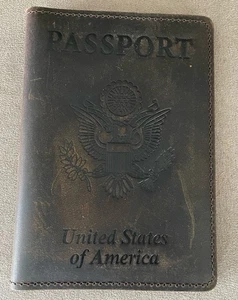 PASSPORT
United States
of America